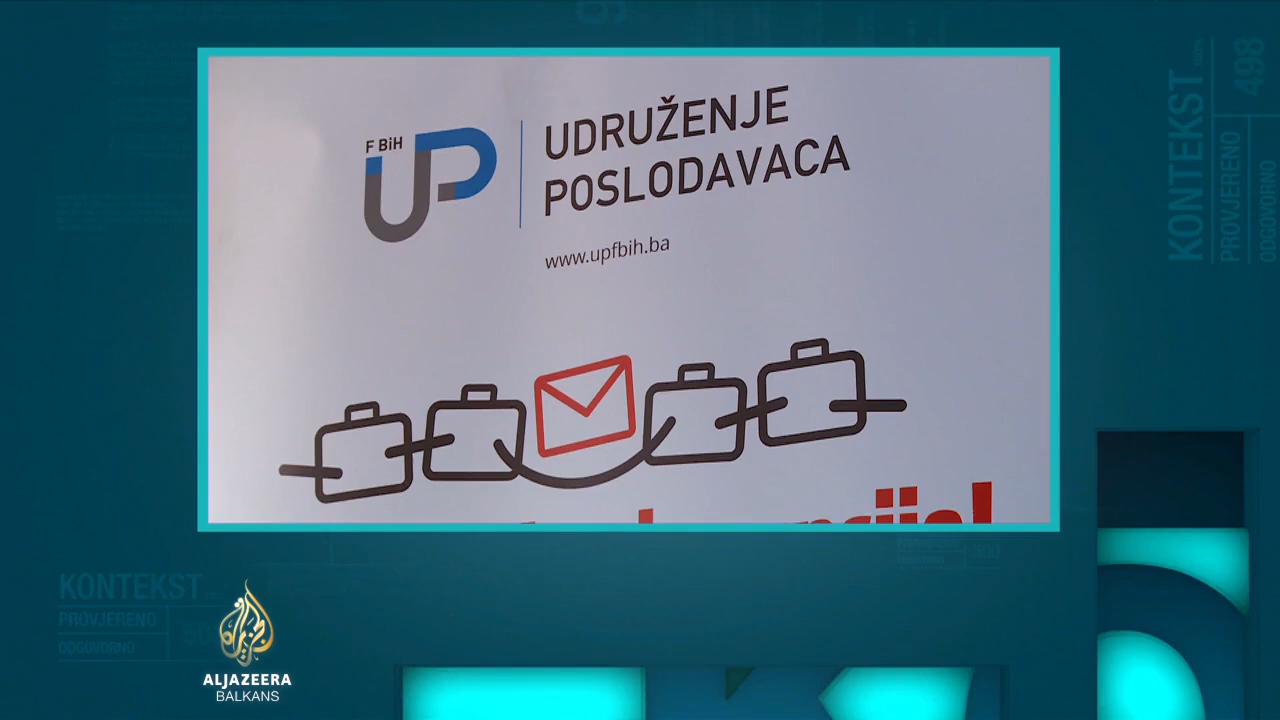 F BiH
UP
UDRUŽENJE
POSLODAVACA
www.upfbih.ba
KONTEKST
PROVJERENO
ODGOVORNO
498
KONTEKST
PROVJERENO
ODGOVORNO
ALJAZEERA
BALKANS